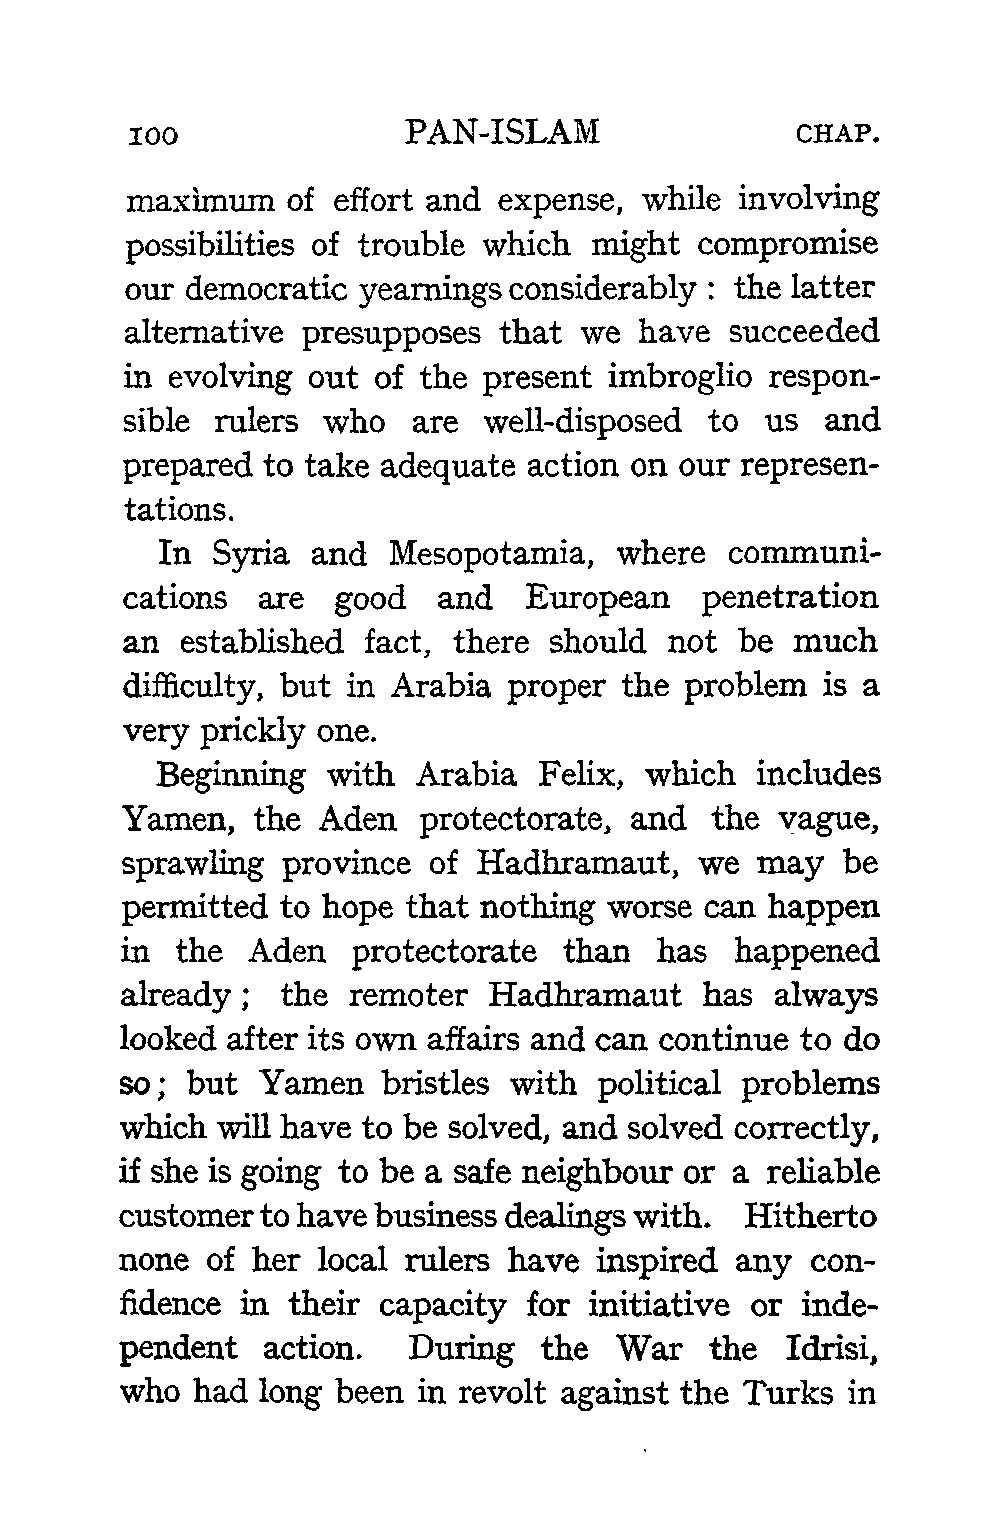 100 PAN-ISLAM CHAP.
maximum of effort and expense, while involving
possibilities of trouble which might compromise
our democratic yearnings considerably : the latter
alternative presupposes that we have succeeded
in evolving out of the present imbroglio respon-
sible rulers who are well-disposed to us and
prepared to take adequate action on our represen-
tations.
In Syria and Mesopotamia, where communi-
cations are good and European penetration
an established fact, there should not be much
difficulty, but in Arabia proper the problem is a
very prickly one.
Beginning with Arabia Felix, which includes
Yamen, the Aden protectorate, and the vague,
sprawling province of Hadhramaut, we may be
permitted to hope that nothing worse can happen
in the Aden protectorate than has happened
already ; the remoter Hadhramaut has always
looked after its own affairs and can continue to do
so ; but Yamen bristles with political problems
which will have to be solved, and solved correctly,
if she is going to be a safe neighbour or a reliable
customer to have business dealings with. Hitherto
none of her local rulers have inspired any con-
fidence in their capacity for initiative or inde-
pendent action. During the War the Idrisi,
who had long been in revolt against the Turks in